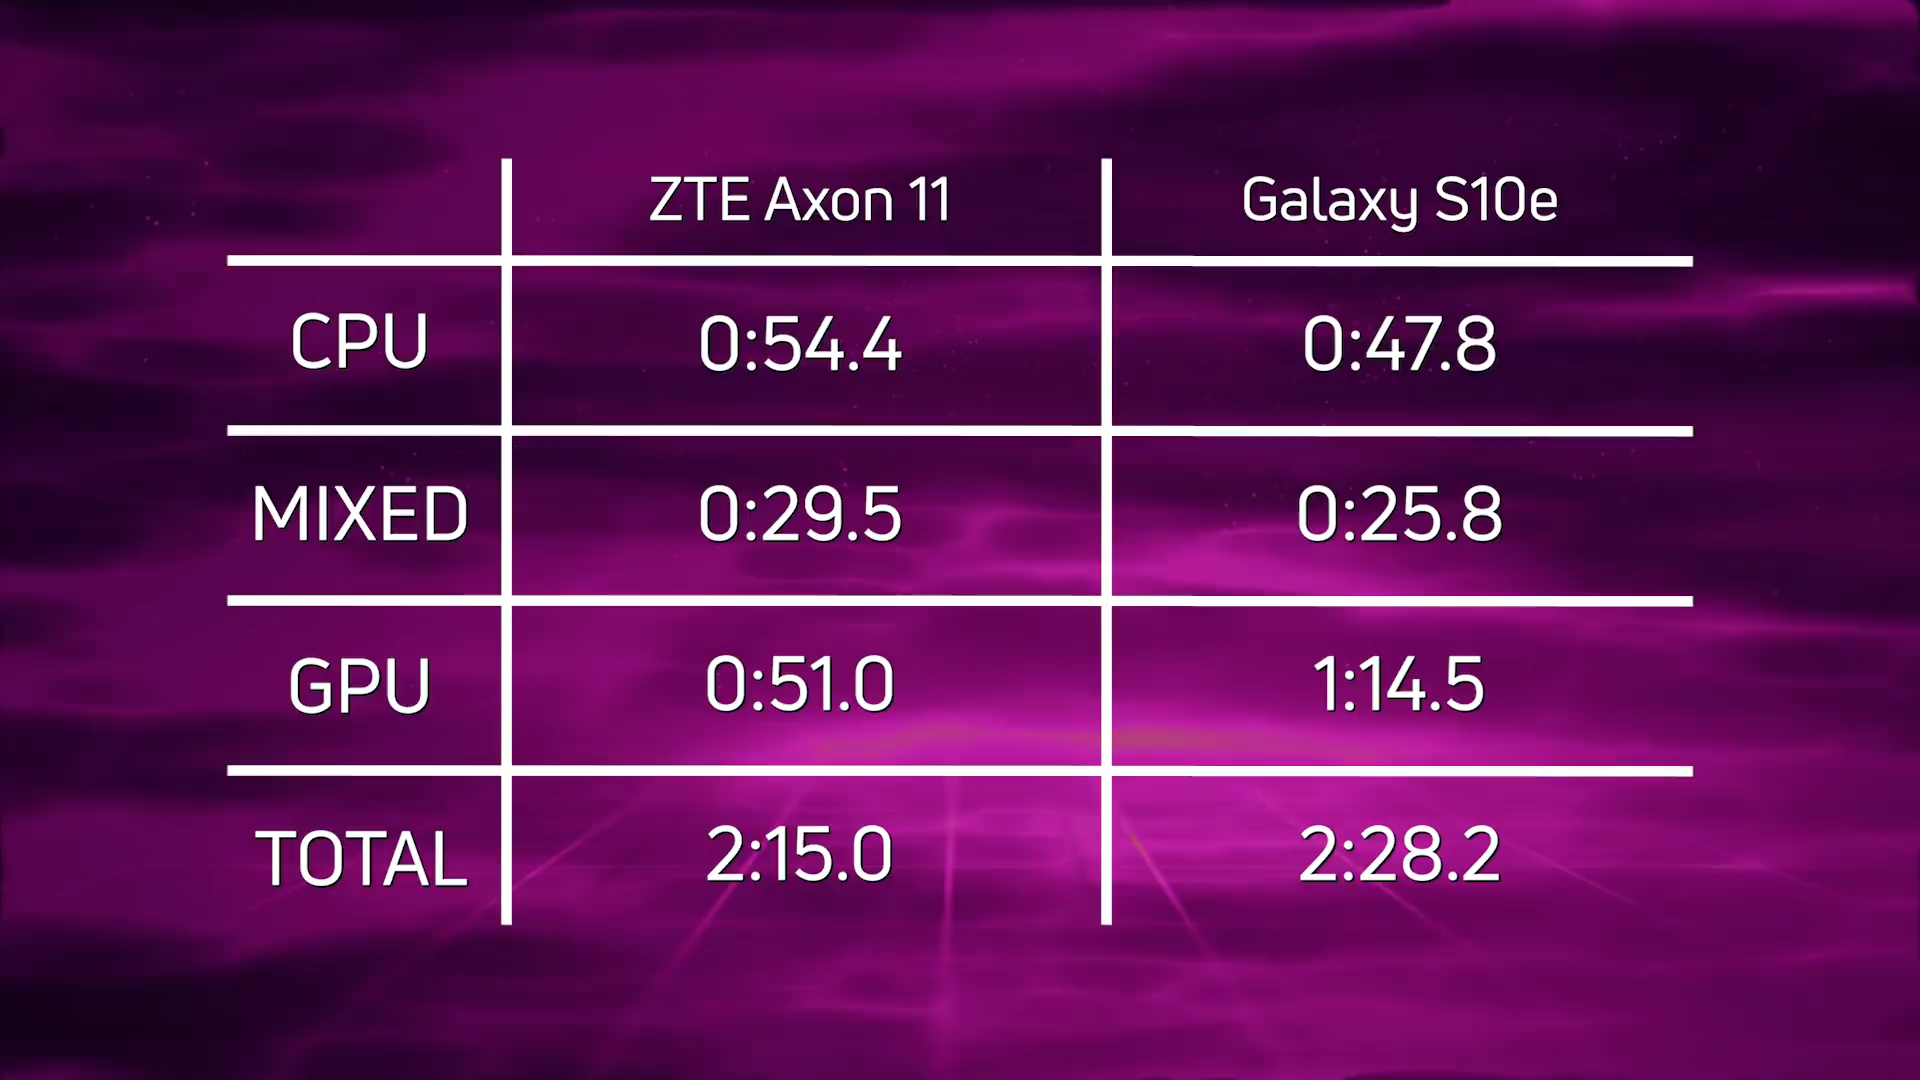 ZTE Axon 11 Galaxy S10e
CPU 0:54.4 0:47.8
MIXED 0:29.5 0:25.8
GPU 0:51.0 1:14.5
TOTAL 2:15.0 2:28.2